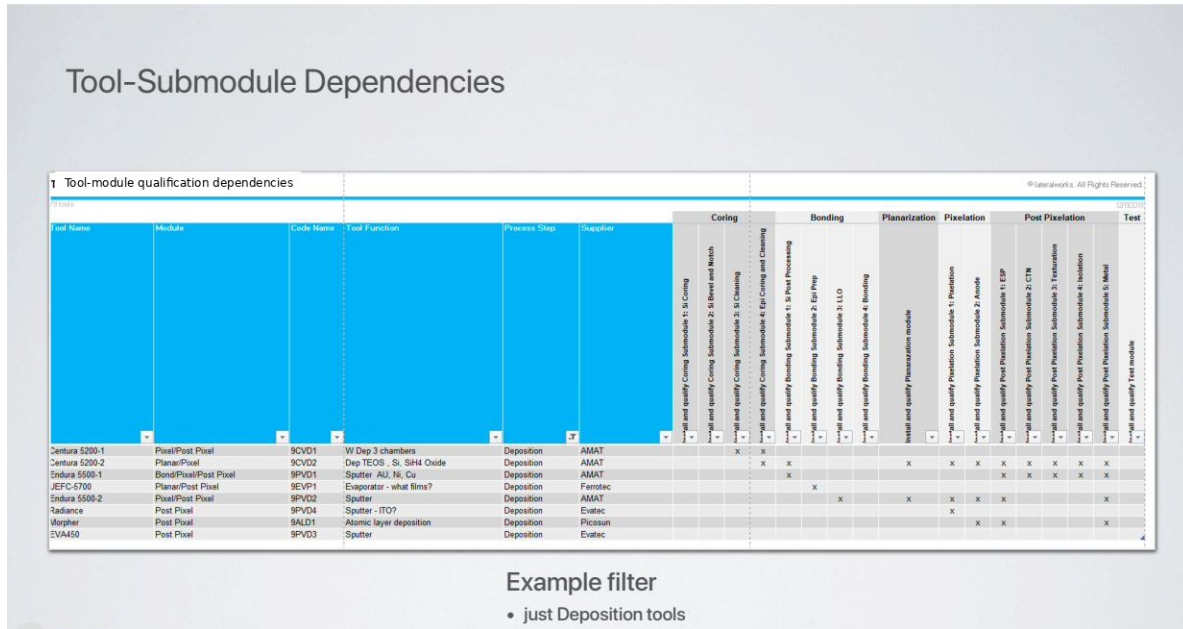 Tool-Submodule Dependencies
Tool-module qualification dependencies
© lateralworks. All Rights Reserved.
Coring Bonding Planarization Pixelation Post Pixelation Test
Tool Name Module Code Name Tool Function Process Step Supplier
Install and qualify Coring Submodule 1: Si Coring
Install and qualify Coring Submodule 2: Si Bevel and Notch
Install and qualify Coring Submodule 3: Si Cleaning
Install and qualify Coring Submodule 4: Epi Coring and Cleaning
Install and qualify Bonding Submodule 1: Si Post Processing
Install and qualify Bonding Submodule 2: Epi Prep
Install and qualify Bonding Submodule 3: LLO
Install and qualify Bonding Submodule 4: Bonding
Install and qualify Planarazation module
Install and qualify Pixelation Submodule 1: Pixelation
Install and qualify Pixelation Submodule 2: Anode
Install and qualify Post Pixelation Submodule 1: ESP
Install and qualify Post Pixelation Submodule 2: CTN
Install and qualify Post Pixelation Submodule 3: Texturation
Install and qualify Post Pixelation Submodule 4: Isolation
Install and qualify Post Pixelation Submodule 5: Metal
Install and qualify Test module
Centura 5200-1 Pixel/Post Pixel 9CVD1 W Dep 3 chambers Deposition AMAT x x
Centura 5200-2 Planar/Pixel 9CVD2 Dep TEOS , Si, SiH4 Oxide Deposition AMAT x x x x x x x x x x
Endura 5500-1 Bond/Pixel/Post Pixel 9PVD1 Sputter AU, Ni, Cu Deposition AMAT x x x x x x
UEFC-5700 Planar/Post Pixel 9EVP1 Evaporator - what films? Deposition Ferrotec x
Endura 5500-2 Pixel/Post Pixel 9PVD2 Sputter Deposition AMAT x x x x x x
Radiance Post Pixel 9PVD4 Sputter - ITO? Deposition Evatec x
Morpher Post Pixel 9ALD1 Atomic layer deposition Deposition Picosun x x x
EVA450 Post Pixel 9PVD3 Sputter Deposition Evatec
Example filter
• just Deposition tools